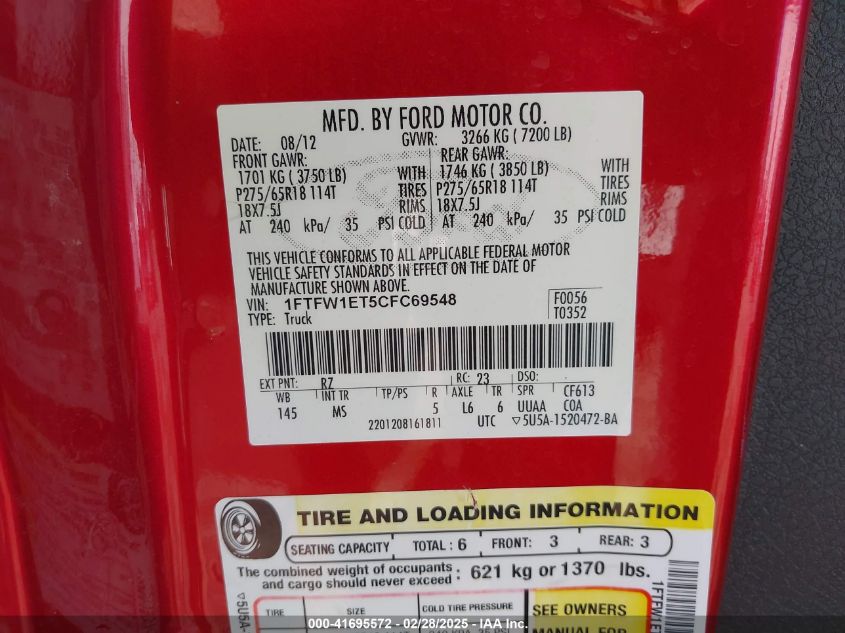 MFD. BY FORD MOTOR CO.
DATE: 08/12 GVWR: 3266 KG ( 7200 LB)
FRONT GAWR: REAR GAWR:
1701 KG ( 3750 LB) WITH 1746 KG ( 3850 LB) WITH
P275/65R18 114T TIRES P275/65R18 114T TIRES
18X7.5J RIMS 18X7.5J RIMS
AT 240 kPa/ 35 PSI COLD AT 240 kPa/ 35 PSI COLD
THIS VEHICLE CONFORMS TO ALL APPLICABLE FEDERAL MOTOR
VEHICLE SAFETY STANDARDS IN EFFECT ON THE DATE OF
MANUFACTURE SHOWN ABOVE.
VIN: 1FTFW1ET5CFC69548 F0056
TYPE: Truck T0352
EXT PNT: RZ RC: 23 DSO:
WB INT TR TP/PS R AXLE TR SPR CF613
145 MS 5 L6 6 UUAA COA
2201208161811 UTC ▽5U5A-1520472-BA
TIRE AND LOADING INFORMATION
SEATING CAPACITY TOTAL : 6 FRONT: 3 REAR: 3
The combined weight of occupants and cargo should never exceed : 621 kg or 1370 lbs.
TIRE SIZE COLD TIRE PRESSURE SEE OWNERS
MANUAL FOR
▽5U5A-
000-41695572 - 02/28/2025 - IAA Inc.